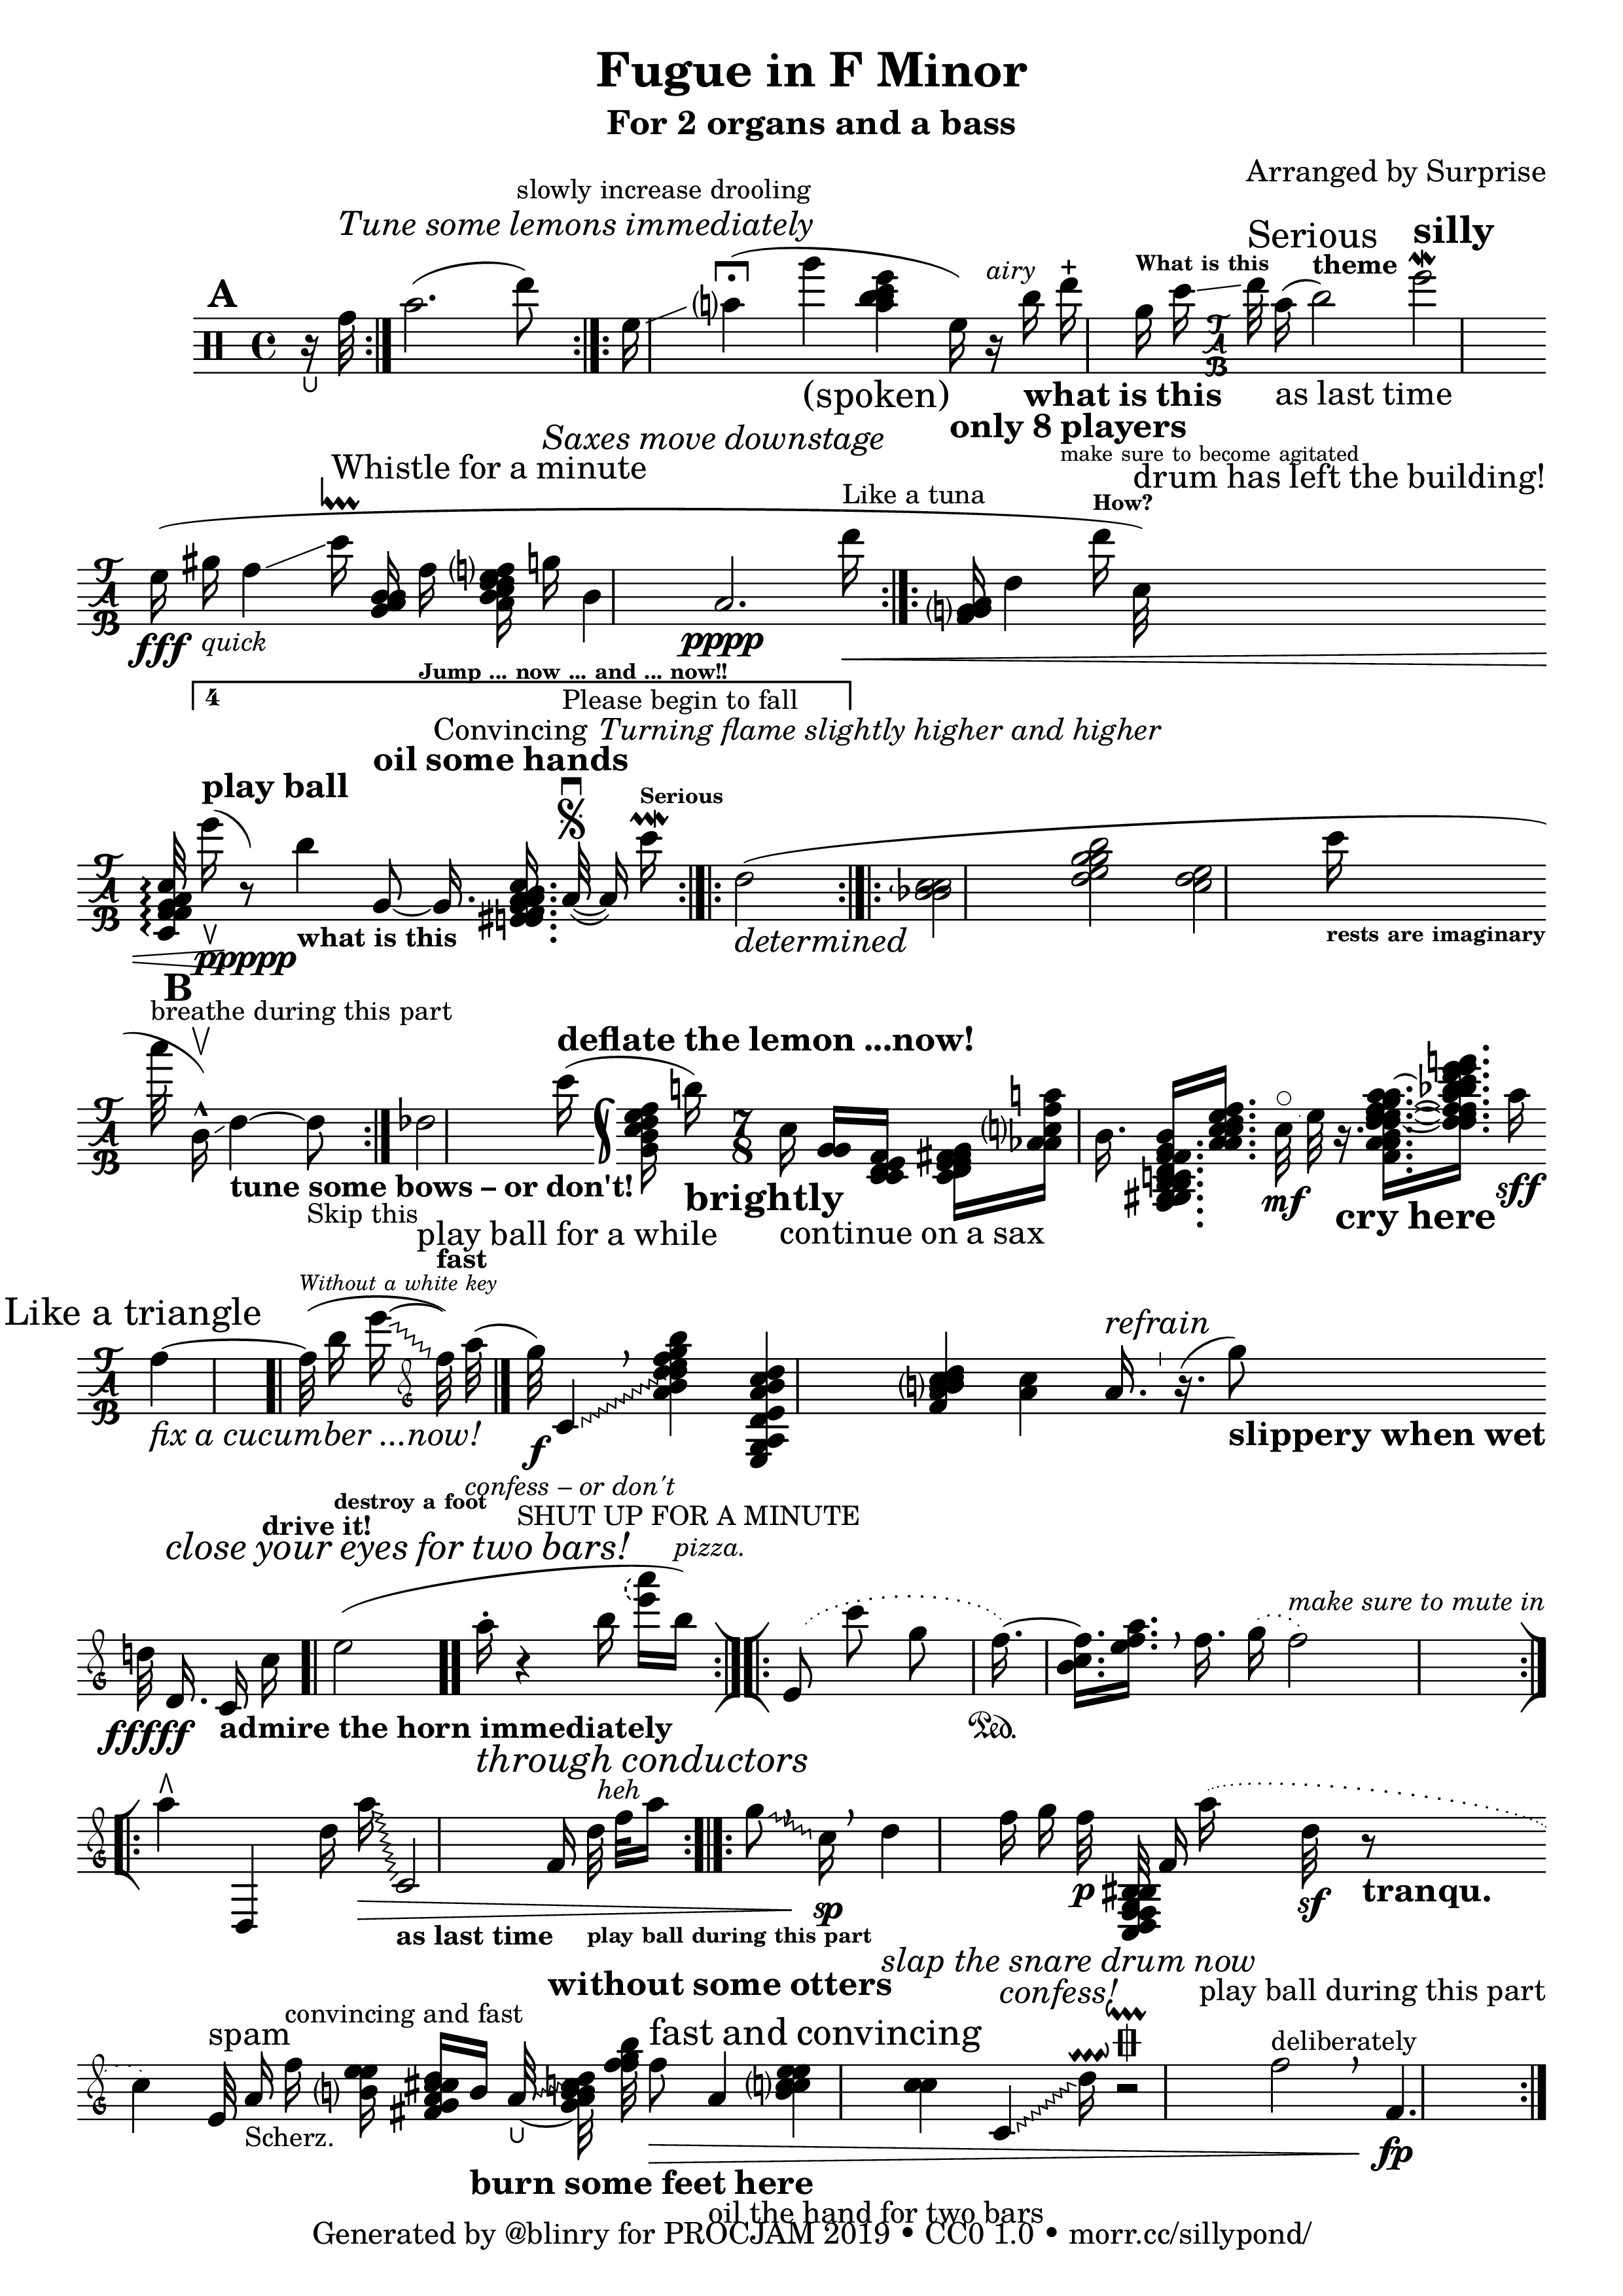 Fugue in F Minor
For 2 organs and a bass
Arranged by Surprise
slowly increase drooling
Tune some lemons immediately
A
airy
What is this
Serious
theme
silly
(spoken)
what is this
as last time
only 8 players
make sure to become agitated
drum has left the building!
Saxes move downstage
Whistle for a minute
Like a tuna
How?
TAB
fff
quick
pppp
Jump ... now ... and ... now!!
4
Please begin to fall
Convincing
Turning flame slightly higher and higher
oil some hands
play ball
Serious
ppppp
what is this
determined
rests are imaginary
B
breathe during this part
deflate the lemon ...now!
7
8
tune some bows – or don't!
Skip this
play ball for a while
brightly
continue on a sax
mf
cry here
sff
fast
Without a white key
Like a triangle
refrain
fix a cucumber ...now!
f
slippery when wet
confess – or don't
destroy a foot
SHUT UP FOR A MINUTE
drive it!
close your eyes for two bars!
pizza.
make sure to mute in
fffff
admire the horn immediately
Ped.
through conductors
heh
sp
p
sf
tranqu.
as last time
play ball during this part
slap the snare drum now
without some otters
confess!
play ball during this part
convincing and fast
spam
fast and convincing
deliberately
Scherz.
fp
burn some feet here
oil the hand for two bars
Generated by @blinry for PROCJAM 2019 • CC0 1.0 • morr.cc/sillypond/